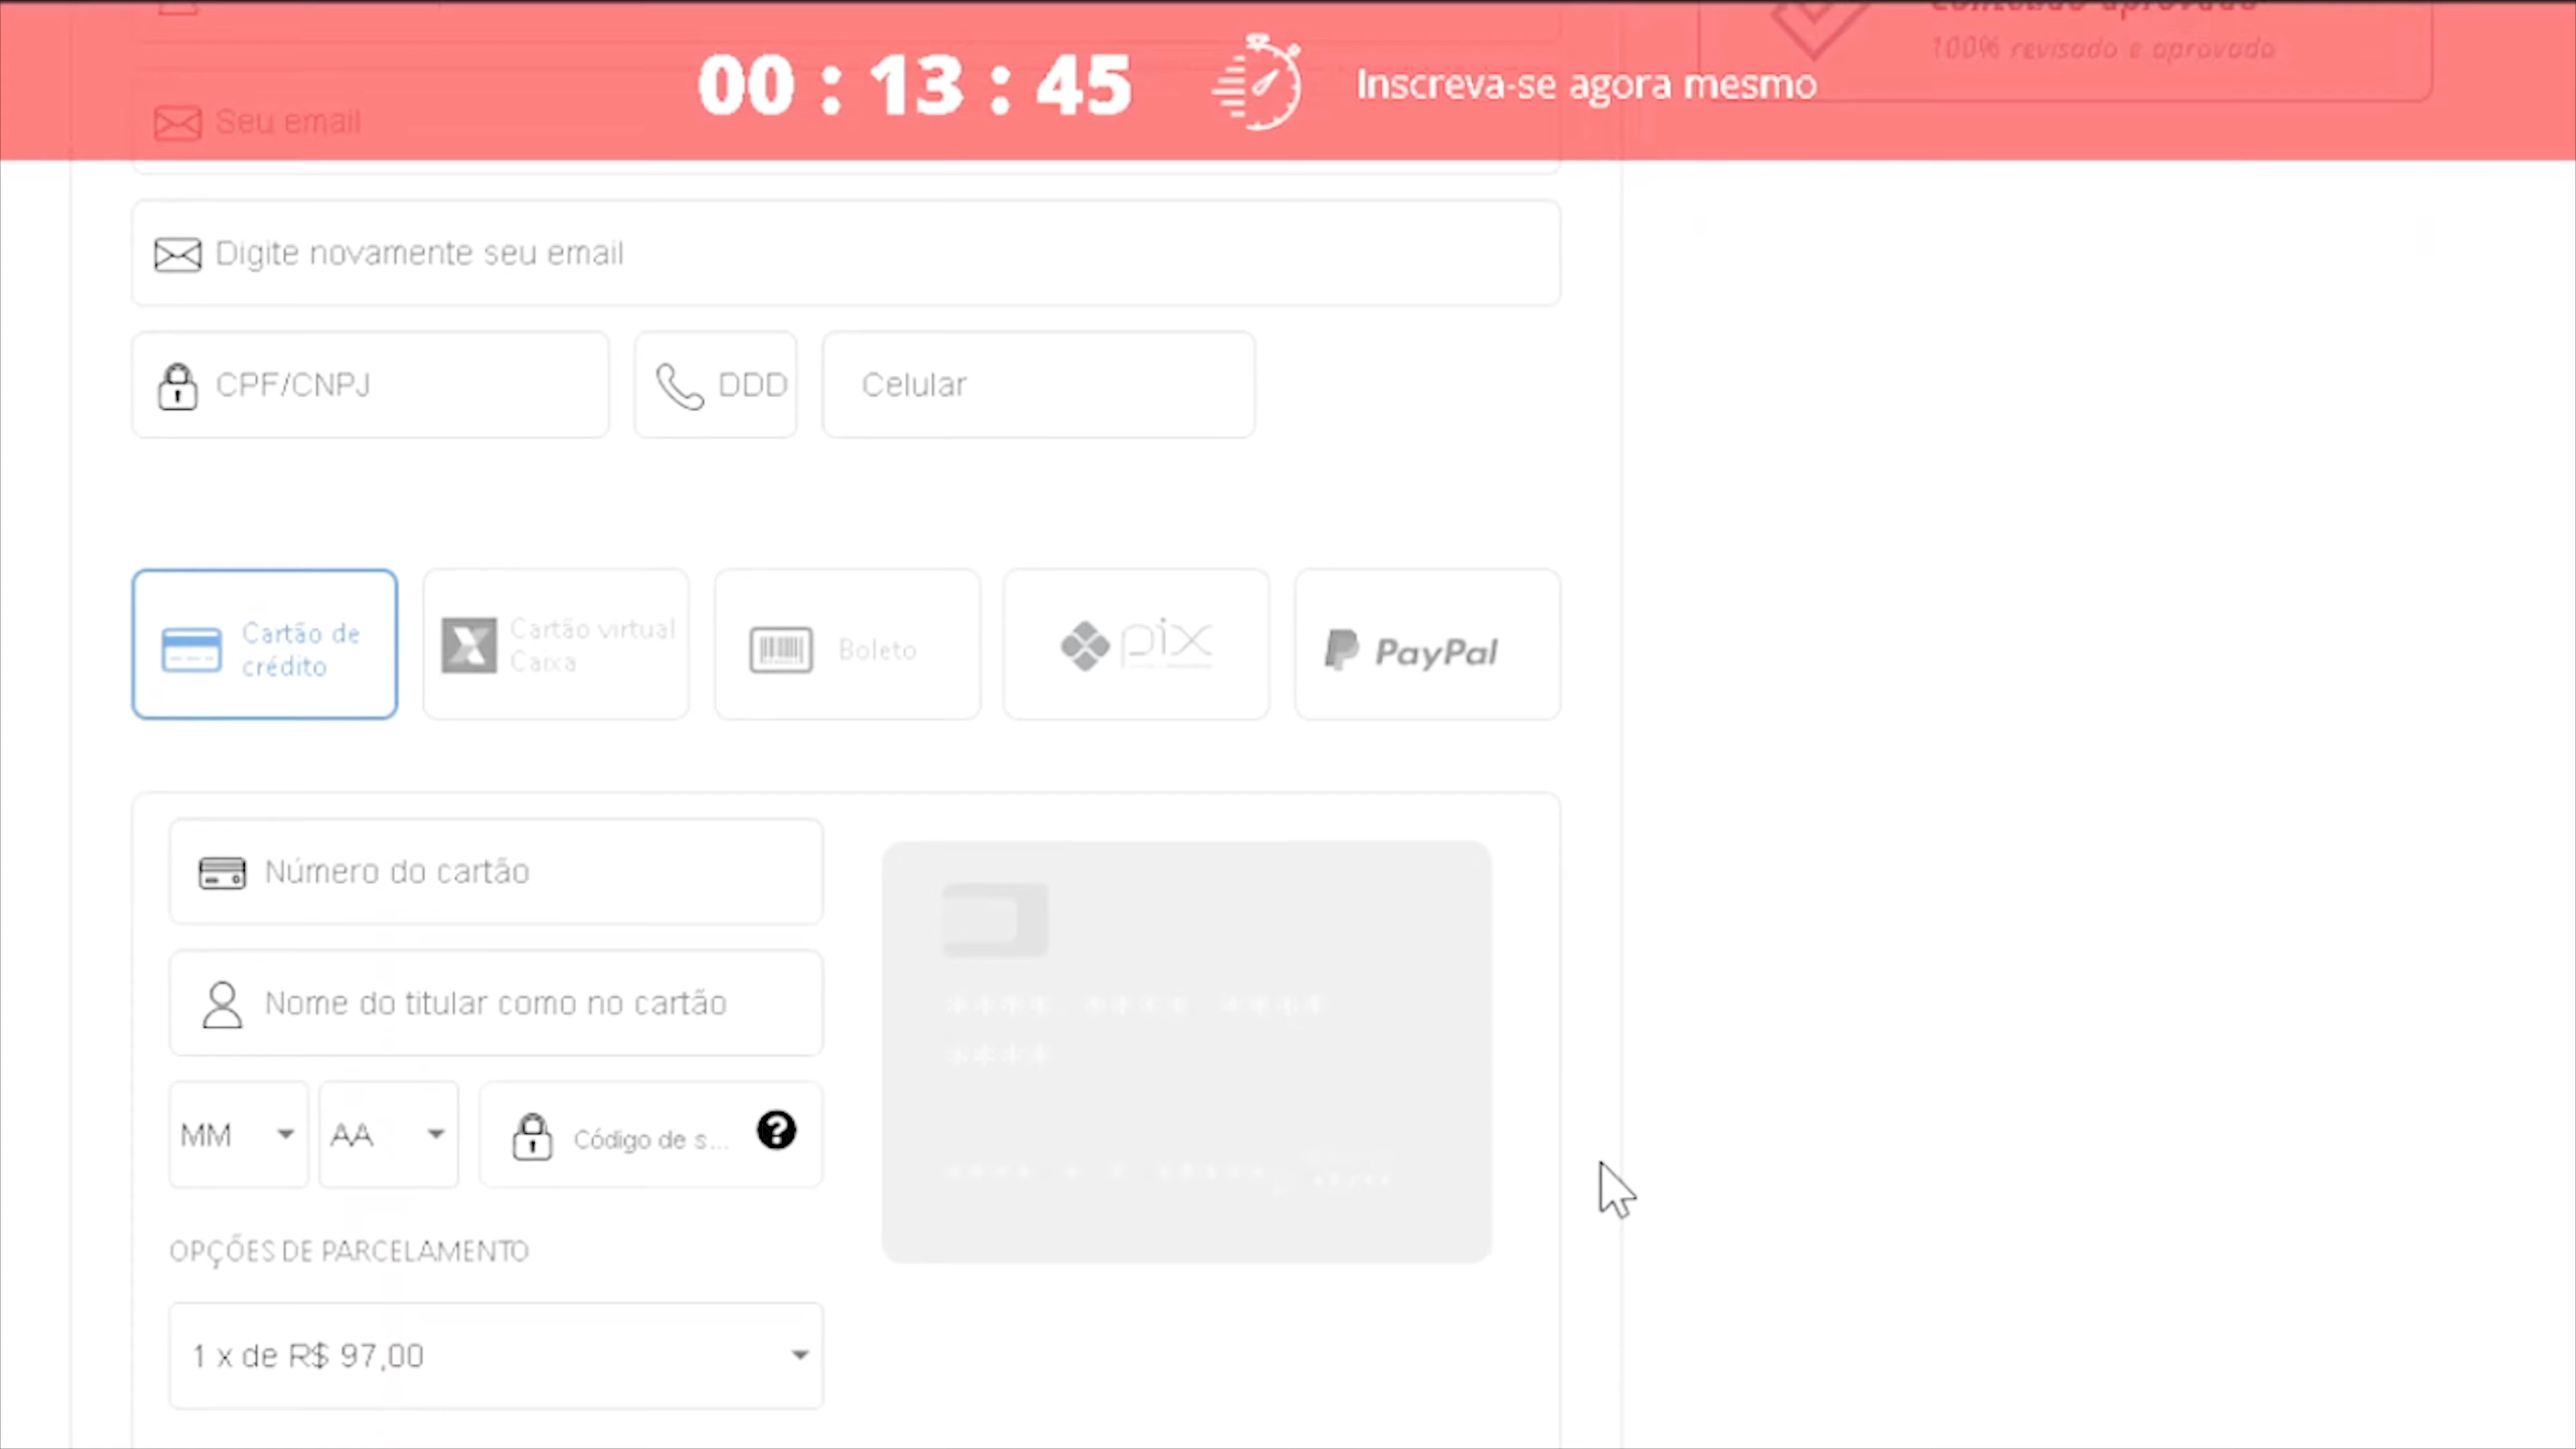 Conteúdo aprovado
100% revisado e aprovado
00 : 13 : 45
Inscreva-se agora mesmo
Seu email
Digite novamente seu email
CPF/CNPJ
DDD
Celular
Cartão de
crédito
Cartão virtual
Caixa
Boleto
pix
PayPal
Número do cartão
Nome do titular como no cartão
MM
AA
Código de s...
?
OPÇÕES DE PARCELAMENTO
1 x de R$ 97,00